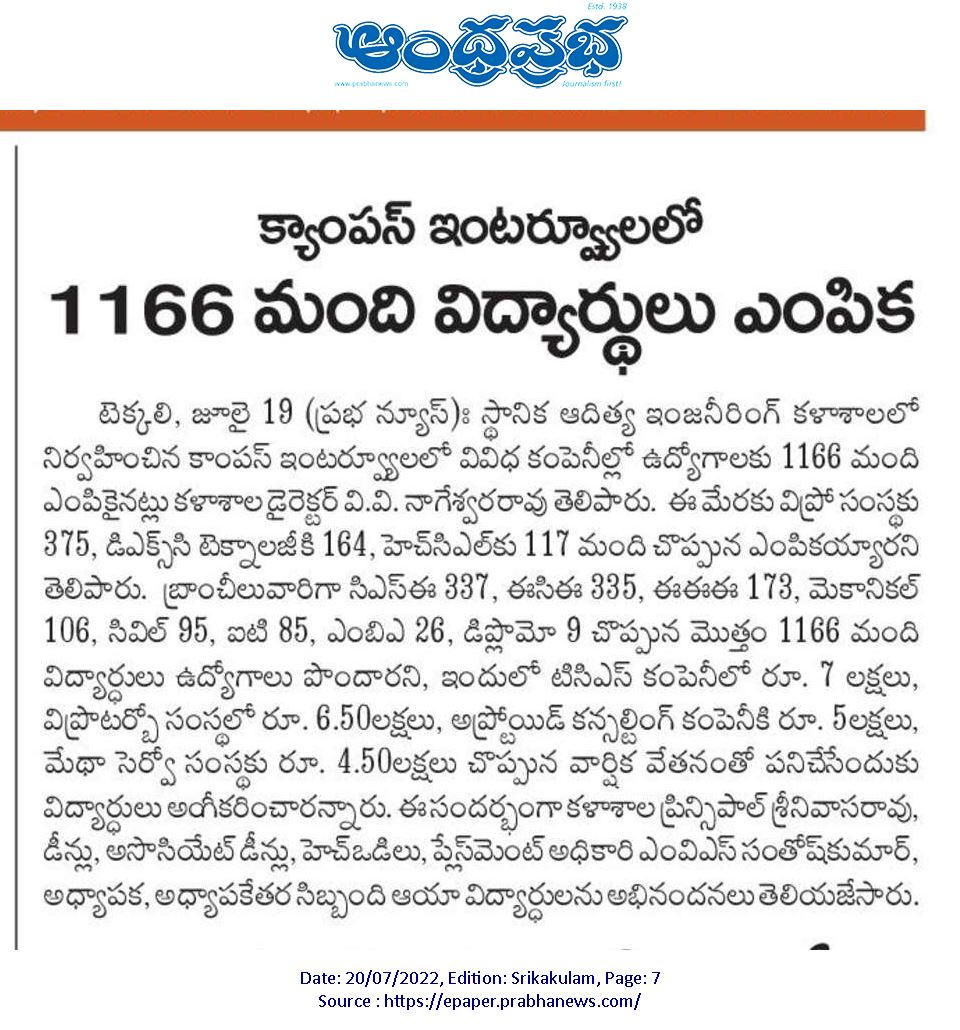 Estd. 1938
ఆంధ్రప్రభ
www.prabhanews.com
Journalism first!
క్యాంపస్ ఇంటర్వ్యూలలో
1166 మంది విద్యార్థులు ఎంపిక
టెక్కలి, జూలై 19 (ప్రభ న్యూస్): స్థానిక ఆదిత్య ఇంజనీరింగ్ కళాశాలలో
నిర్వహించిన కాంపస్ ఇంటర్వ్యూలలో వివిధ కంపెనీల్లో ఉద్యోగాలకు 1166 మంది
ఎంపికైనట్లు కళాశాల డైరెక్టర్ వి.వి. నాగేశ్వరరావు తెలిపారు. ఈ మేరకు విప్రో సంస్థకు
375, డిఎక్స్‌సి టెక్నాలజీకి 164, హెచ్‌సిఎల్‌కు 117 మంది చొప్పున ఎంపికయ్యారని
తెలిపారు. బ్రాంచీలువారిగా సిఎస్ఈ 337, ఈసిఈ 335, ఈఈఈ 173, మెకానికల్
106, సివిల్ 95, ఐటి 85, ఎంబిఎ 26, డిప్లొమో 9 చొప్పున మొత్తం 1166 మంది
విద్యార్థులు ఉద్యోగాలు పొందారని, ఇందులో టిసిఎస్ కంపెనీలో రూ. 7 లక్షలు,
విప్రొటర్బో సంస్థల్లో రూ. 6.50లక్షలు, అప్ట్రోయిడ్ కన్సల్టింగ్ కంపెనీకి రూ. 5లక్షలు,
మేథా సెర్వో సంస్థకు రూ. 4.50లక్షలు చొప్పున వార్షిక వేతనంతో పనిచేసేందుకు
విద్యార్థులు అంగీకరించారన్నారు. ఈసందర్భంగా కళాశాల ప్రిన్సిపాల్ శ్రీనివాసరావు,
డీన్లు, అసొసియేట్ డీన్లు, హెచ్ఒడిలు, ప్లేస్‌మెంట్ అధికారి ఎంవిఎస్ సంతోష్‌కుమార్,
అధ్యాపక, అధ్యాపకేతర సిబ్బంది ఆయా విద్యార్థులను అభినందనలు తెలియజేసారు.
Date: 20/07/2022, Edition: Srikakulam, Page: 7
Source : https://epaper.prabhanews.com/